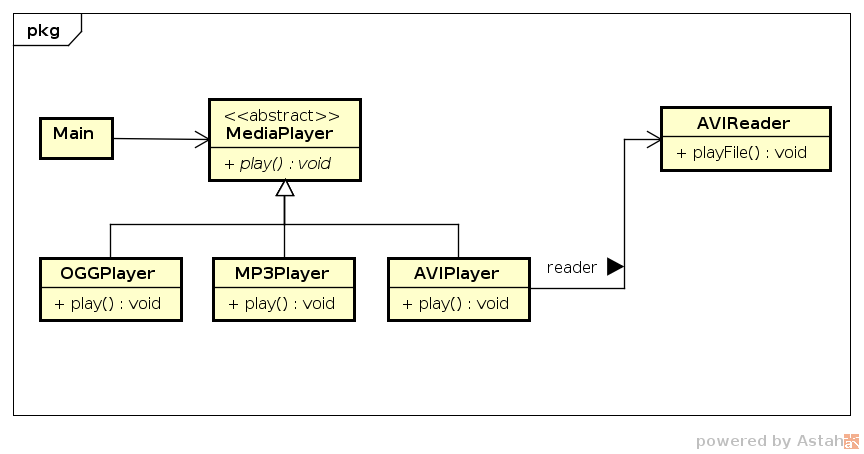 pkg
Main
<<abstract>>
MediaPlayer
+ play() : void
AVIReader
+ playFile() : void
OGGPlayer
+ play() : void
MP3Player
+ play() : void
AVIPlayer
+ play() : void
reader
powered by Astah